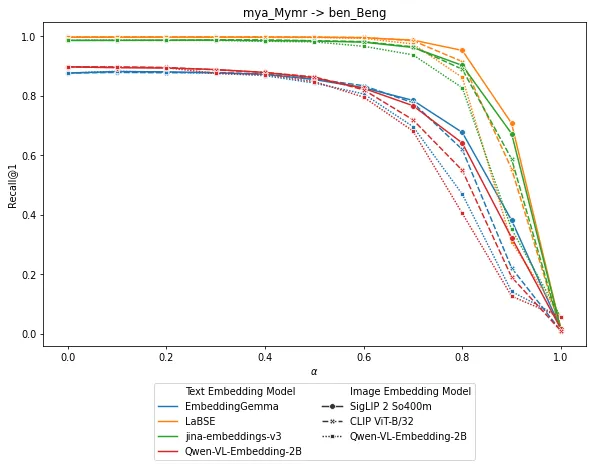 mya_Mymr -> ben_Beng
Recall@1
1.0
0.8
0.6
0.4
0.2
0.0
0.0 0.2 0.4 0.6 0.8 1.0
α
Text Embedding Model
EmbeddingGemma
LaBSE
jina-embeddings-v3
Qwen-VL-Embedding-2B
Image Embedding Model
SigLIP 2 So400m
CLIP ViT-B/32
Qwen-VL-Embedding-2B